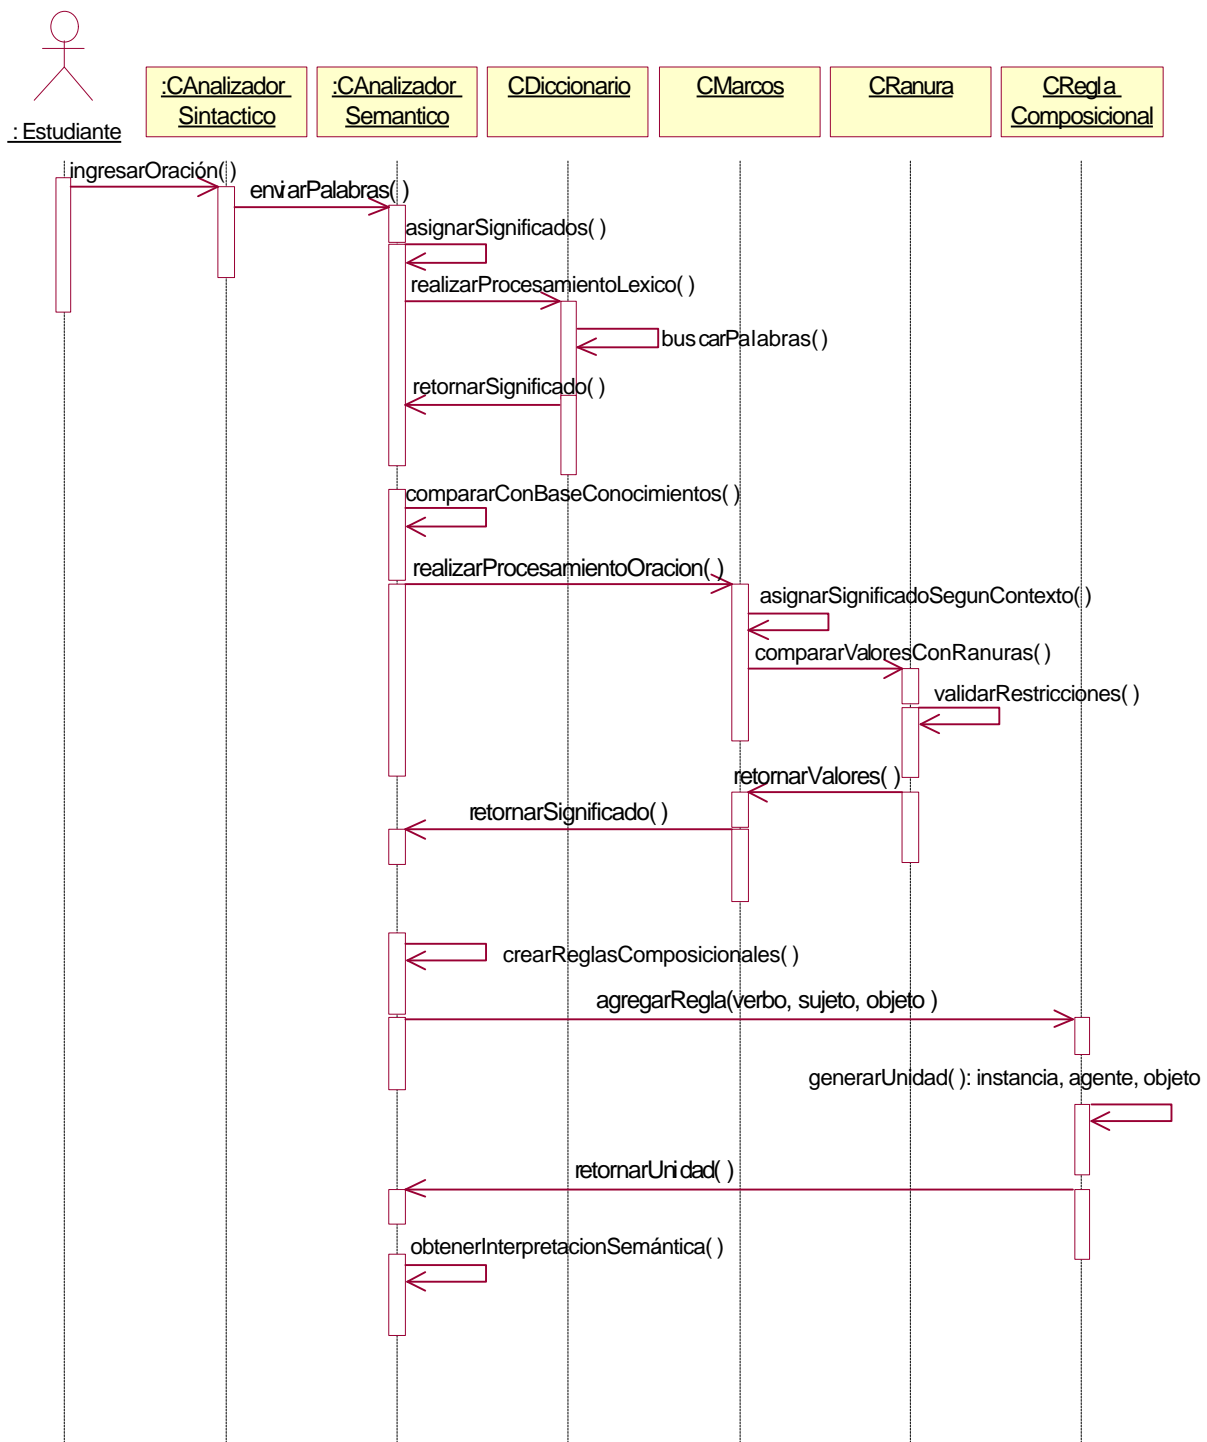 : Estudiante
:CAnalizador
Sintactico
:CAnalizador
Semantico
CDiccionario
CMarcos
CRanura
CRegla
Composicional
ingresarOración( )
enviarPalabras( )
asignarSignificados( )
realizarProcesamientoLexico( )
buscarPalabras( )
retornarSignificado( )
compararConBaseConocimientos( )
realizarProcesamientoOracion( )
asignarSignificadoSegunContexto( )
compararValoresConRanuras( )
validarRestricciones( )
retornarValores( )
retornarSignificado( )
crearReglasComposicionales( )
agregarRegla(verbo, sujeto, objeto )
generarUnidad( ): instancia, agente, objeto
retornarUnidad( )
obtenerInterpretacionSemántica( )